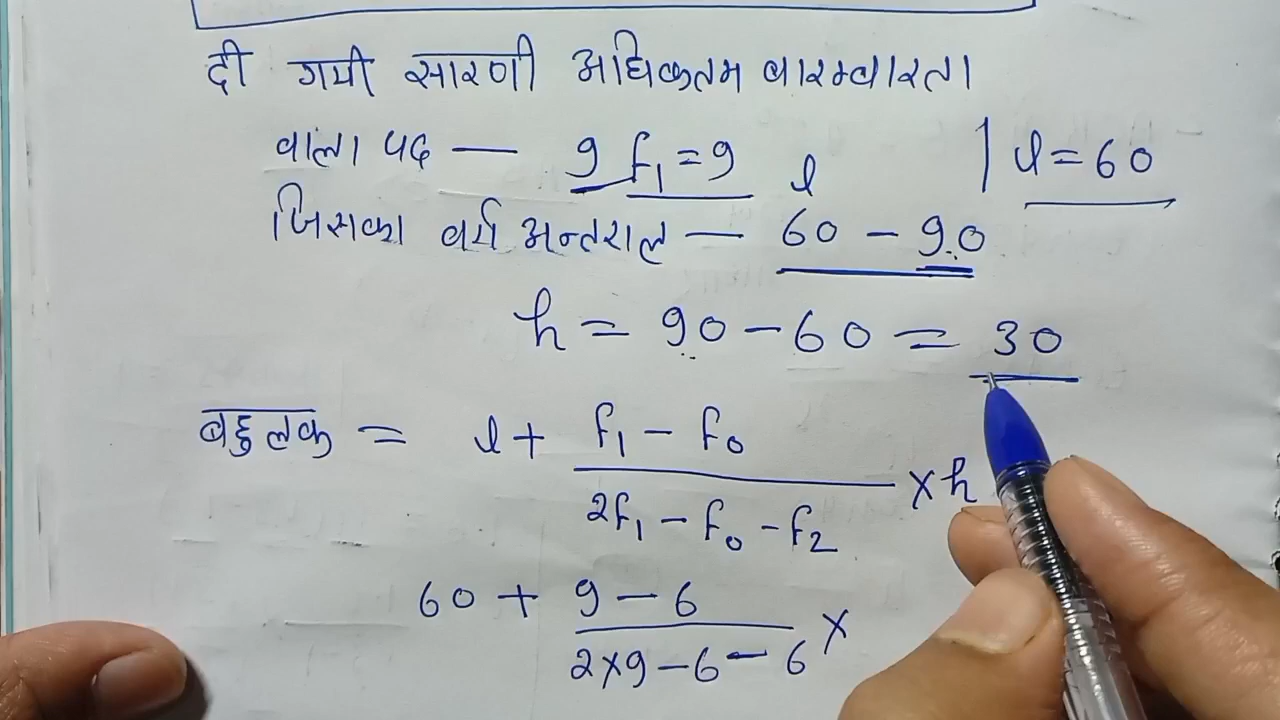 दी गयी सारणी अधिकतम बारम्बारता
वाला पद — 9 f₁ = 9 l | l = 60
जिसका वर्ग अन्तराल — 60 - 90
h = 90 - 60 = 30
बहुलक = l + (f₁ - f₀) / (2f₁ - f₀ - f₂) × h
60 + (9 - 6) / (2×9 - 6 - 6) ×